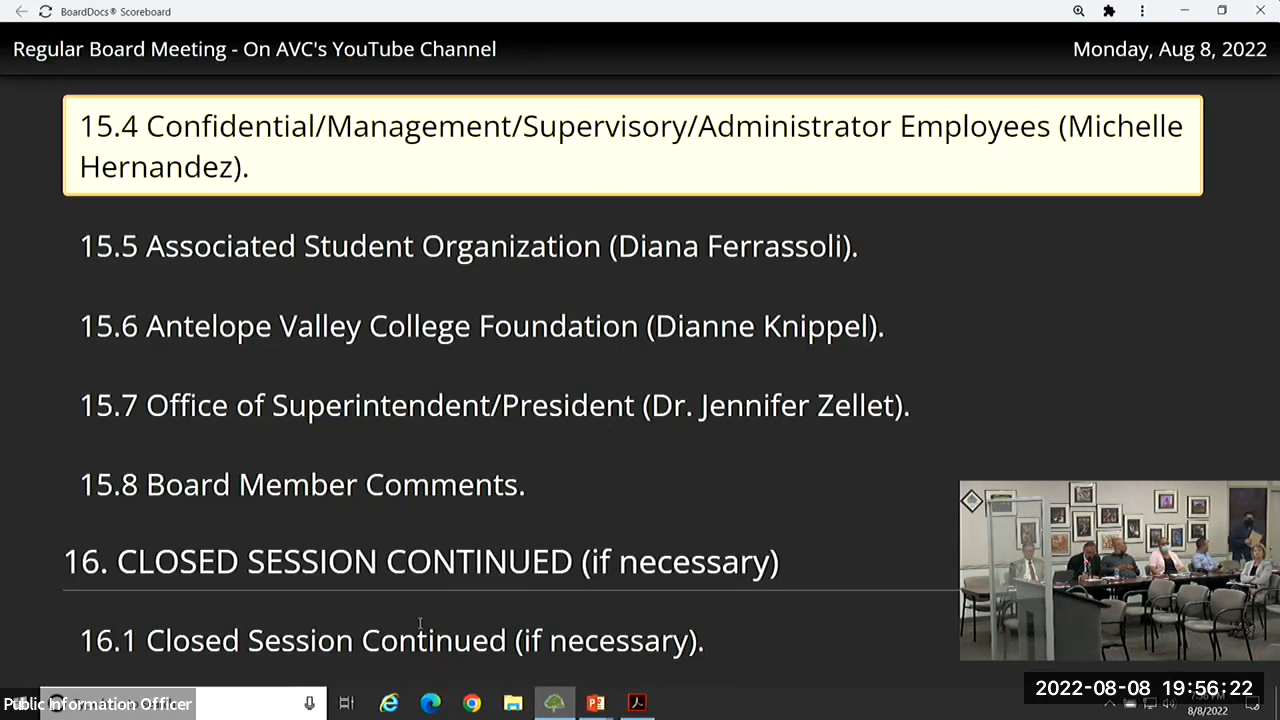 BoardDocs® Scoreboard
Regular Board Meeting - On AVC's YouTube Channel
Monday, Aug 8, 2022
15.4 Confidential/Management/Supervisory/Administrator Employees (Michelle
Hernandez).
15.5 Associated Student Organization (Diana Ferrassoli).
15.6 Antelope Valley College Foundation (Dianne Knippel).
15.7 Office of Superintendent/President (Dr. Jennifer Zellet).
15.8 Board Member Comments.
16. CLOSED SESSION CONTINUED (if necessary)
16.1 Closed Session Continued (if necessary).
Public Information Officer
2022-08-08 19:56:22
8/8/2022